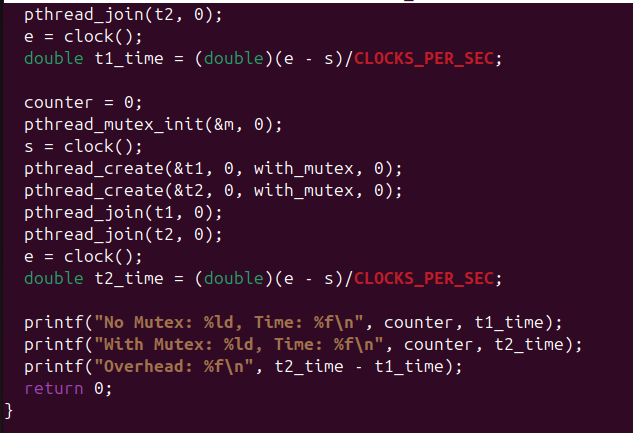 pthread_join(t2, 0);
e = clock();
double t1_time = (double)(e - s)/CLOCKS_PER_SEC;
counter = 0;
pthread_mutex_init(&m, 0);
s = clock();
pthread_create(&t1, 0, with_mutex, 0);
pthread_create(&t2, 0, with_mutex, 0);
pthread_join(t1, 0);
pthread_join(t2, 0);
e = clock();
double t2_time = (double)(e - s)/CLOCKS_PER_SEC;
printf("No Mutex: %ld, Time: %f\n", counter, t1_time);
printf("With Mutex: %ld, Time: %f\n", counter, t2_time);
printf("Overhead: %f\n", t2_time - t1_time);
return 0;
}